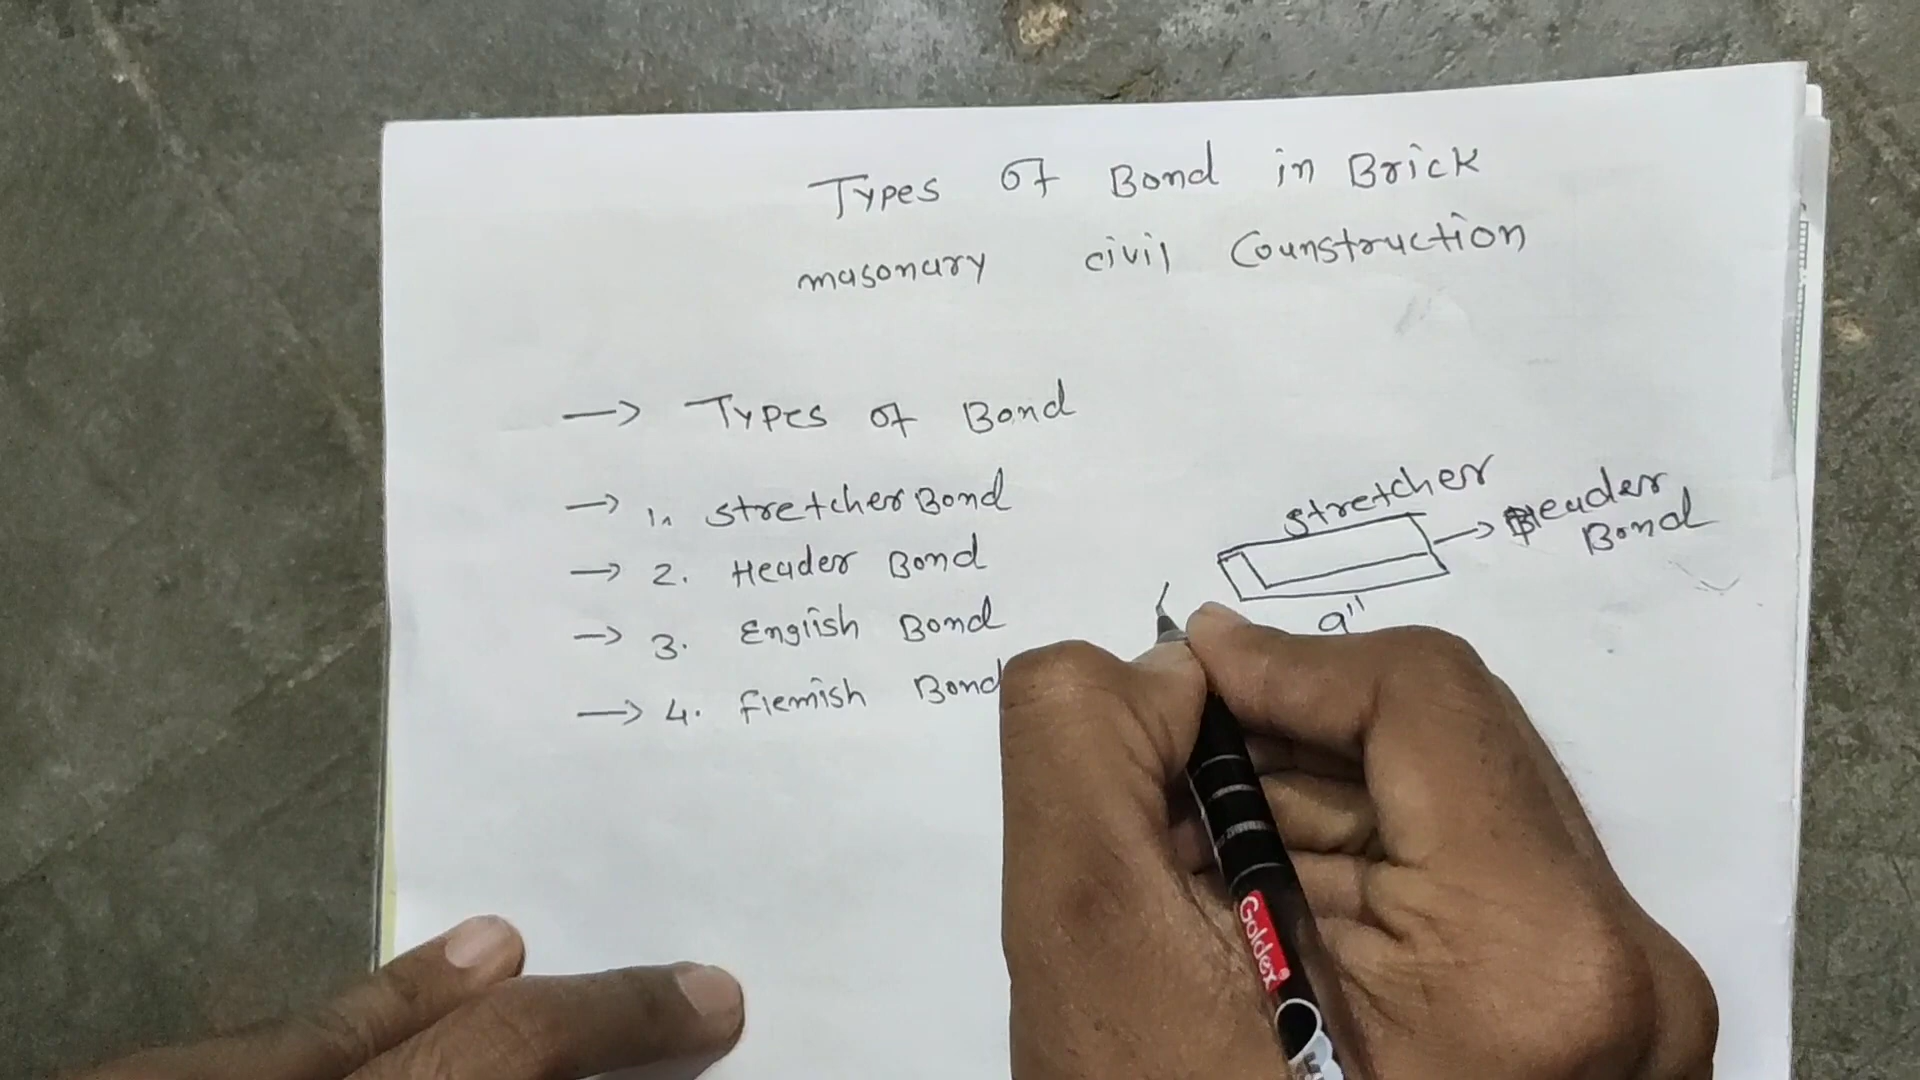 Types of Bond in Brick
masonary civil Counstruction
→ Types of Bond
→ 1. stretcher Bond
→ 2. Header Bond
→ 3. English Bond
→ 4. flemish Bond
stretcher
→ Header
Bond
9"
Goldex